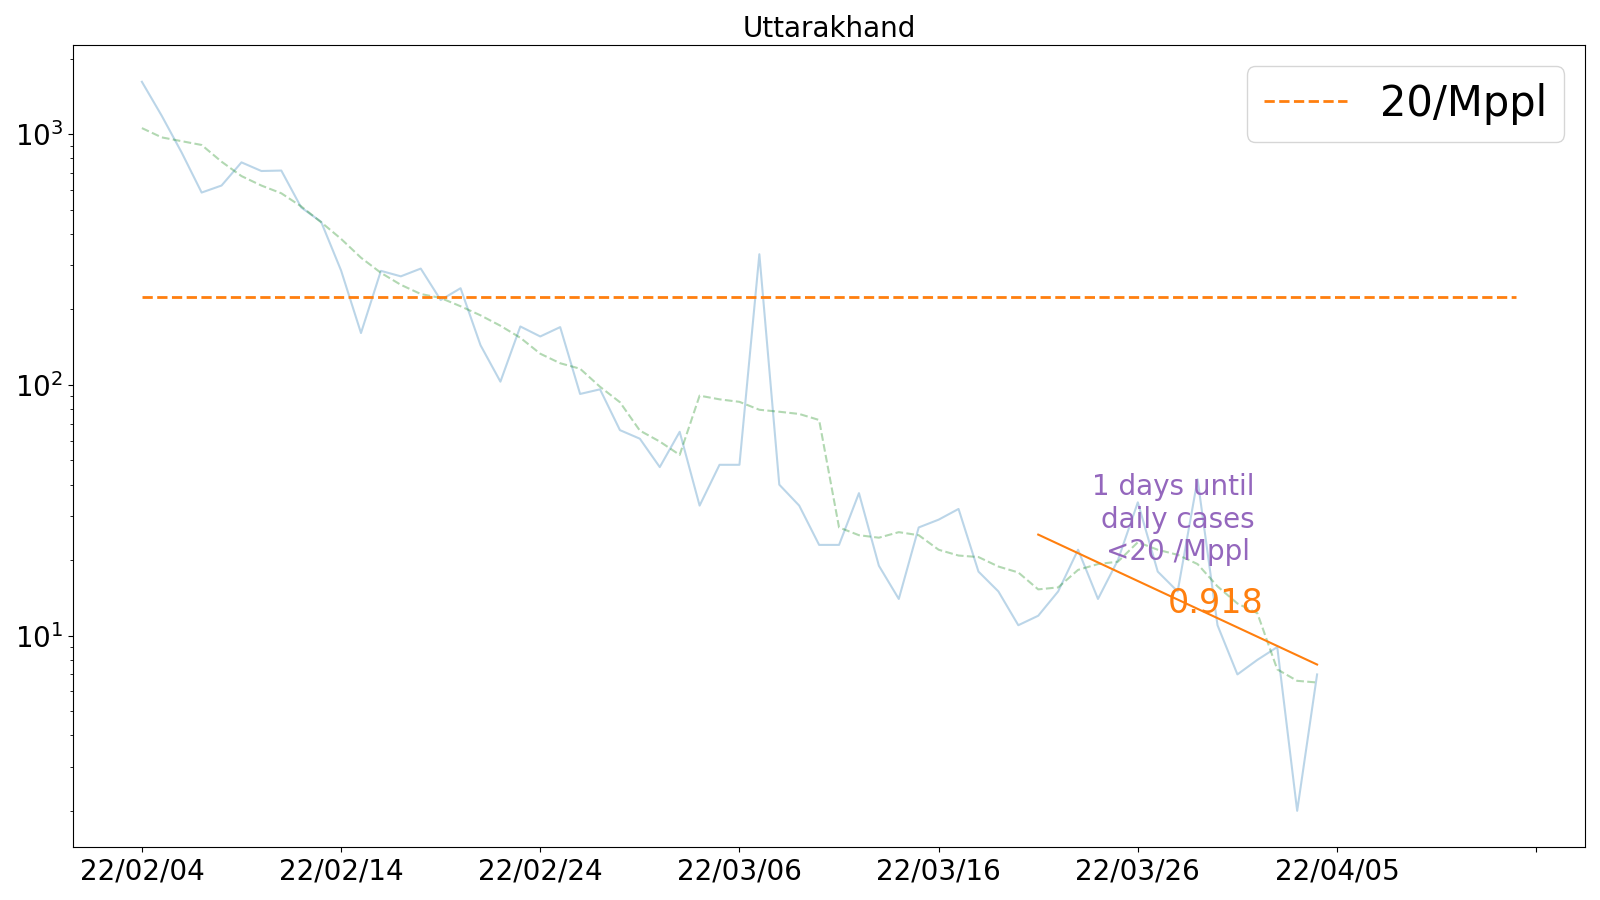 Uttarakhand
20/Mppl
10³
10²
10¹
1 days until
daily cases
<20 /Mppl
0.918
22/02/04
22/02/14
22/02/24
22/03/06
22/03/16
22/03/26
22/04/05